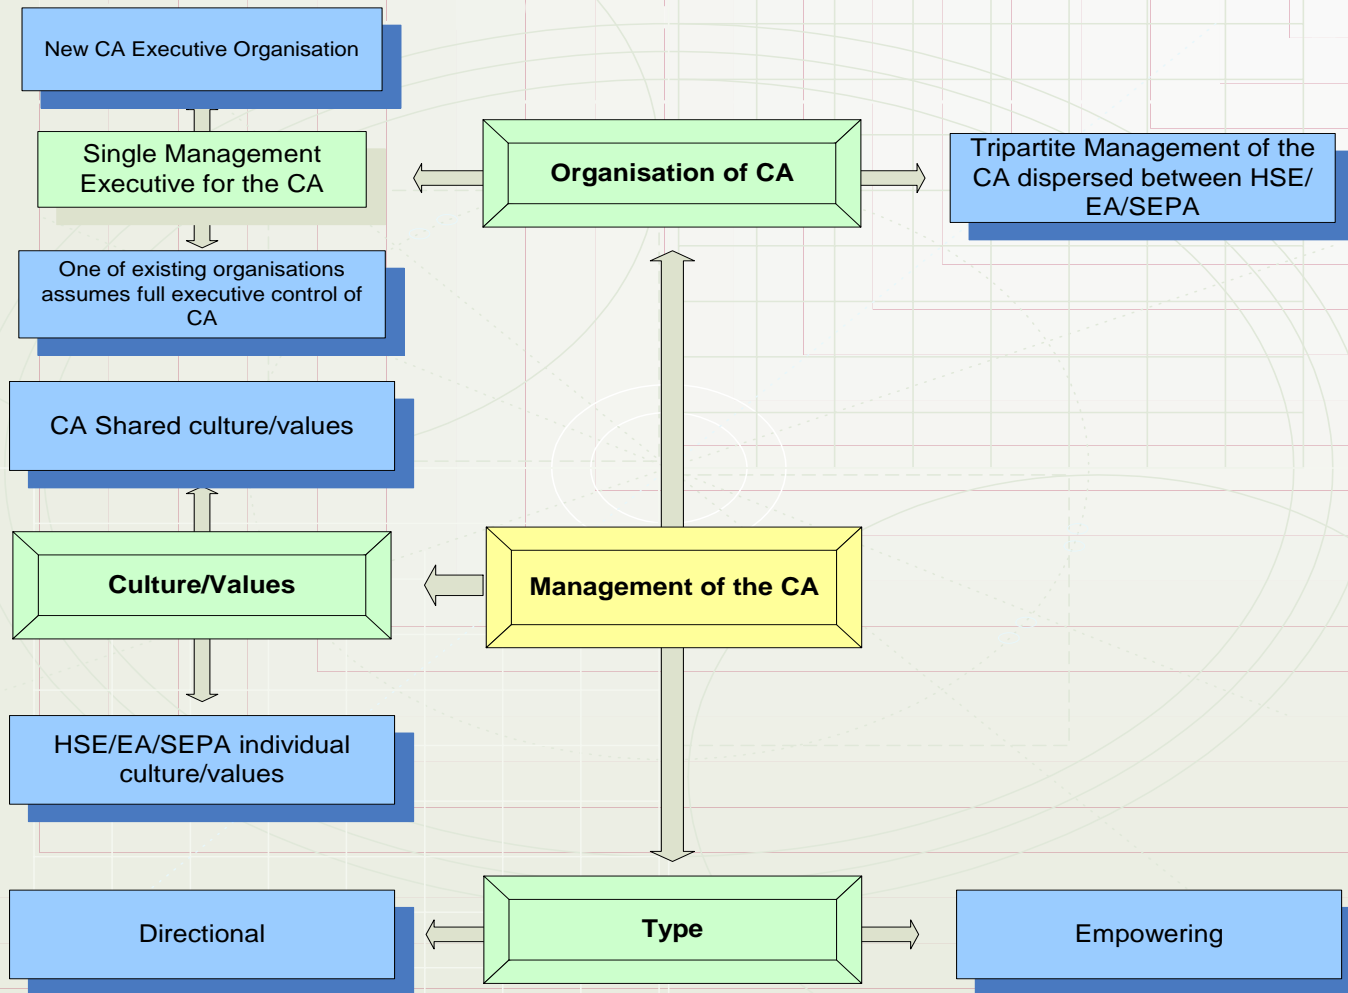 New CA Executive Organisation
Single Management
Executive for the CA
Organisation of CA
Tripartite Management of the
CA dispersed between HSE/
EA/SEPA
One of existing organisations
assumes full executive control of
CA
CA Shared culture/values
Culture/Values
Management of the CA
HSE/EA/SEPA individual
culture/values
Directional
Type
Empowering